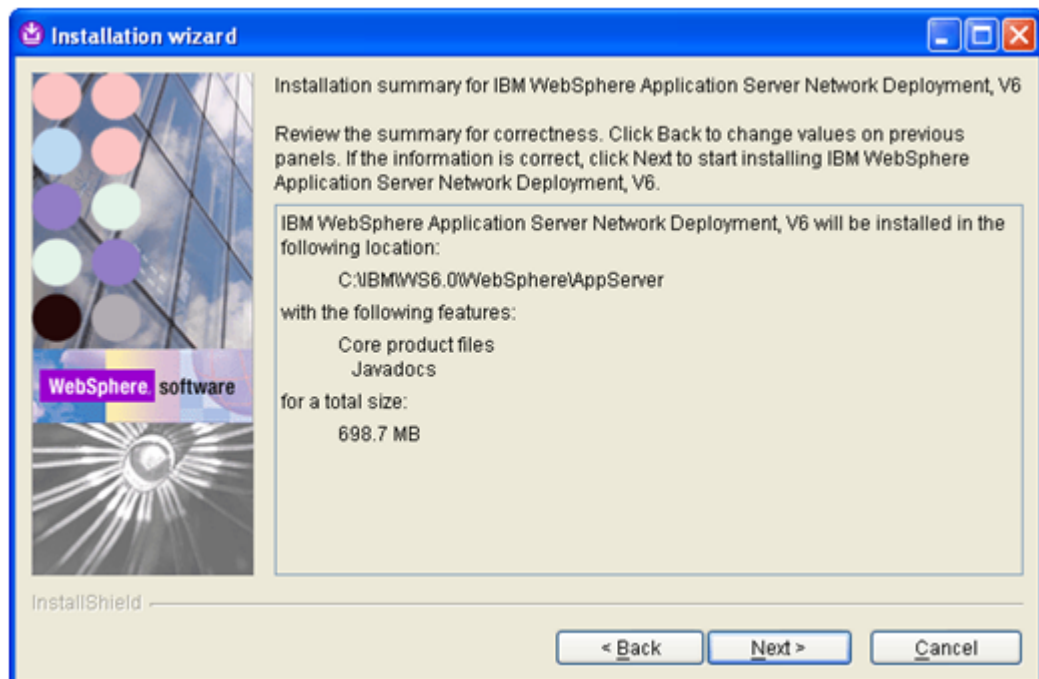 Installation wizard
Installation summary for IBM WebSphere Application Server Network Deployment, V6
Review the summary for correctness. Click Back to change values on previous
panels. If the information is correct, click Next to start installing IBM WebSphere
Application Server Network Deployment, V6.
IBM WebSphere Application Server Network Deployment, V6 will be installed in the
following location:
C:\IBM\WS6.0\WebSphere\AppServer
with the following features:
Core product files
Javadocs
for a total size:
698.7 MB
WebSphere. software
InstallShield
< Back
Next >
Cancel